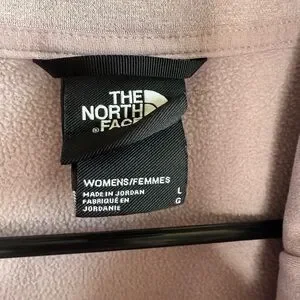 THE
NORTH
FACE
®
WOMENS/FEMMES
MADE IN JORDAN
FABRIQUÉ EN
JORDANIE
L
G